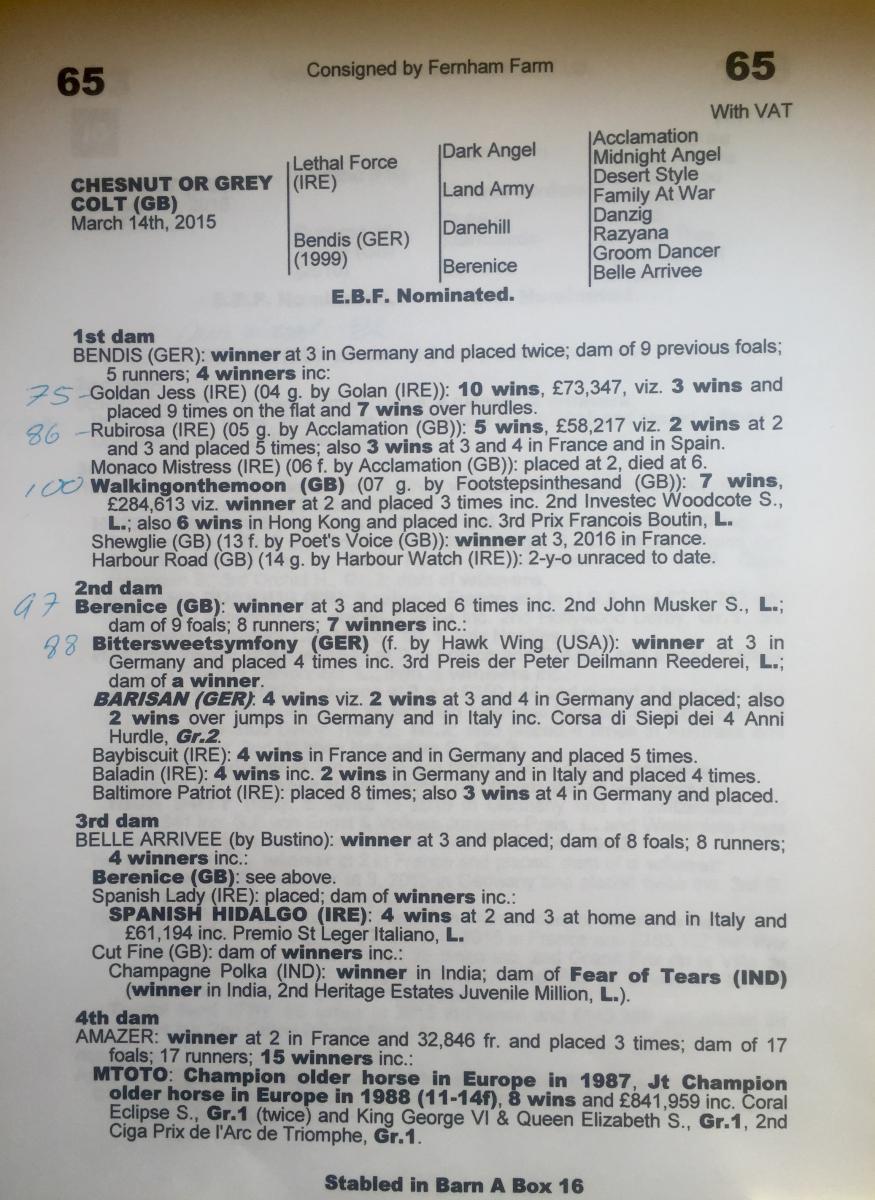 65 Consigned by Fernham Farm 65
With VAT
CHESNUT OR GREY
COLT (GB)
March 14th, 2015
Lethal Force
(IRE)
Bendis (GER)
(1999)
Dark Angel
Land Army
Danehill
Berenice
Acclamation
Midnight Angel
Desert Style
Family At War
Danzig
Razyana
Groom Dancer
Belle Arrivee
E.B.F. Nominated.
1st dam
BENDIS (GER): winner at 3 in Germany and placed twice; dam of 9 previous foals;
5 runners; 4 winners inc:
75 - Goldan Jess (IRE) (04 g. by Golan (IRE)): 10 wins, £73,347, viz. 3 wins and
placed 9 times on the flat and 7 wins over hurdles.
86 - Rubirosa (IRE) (05 g. by Acclamation (GB)): 5 wins, £58,217 viz. 2 wins at 2
and 3 and placed 5 times; also 3 wins at 3 and 4 in France and in Spain.
Monaco Mistress (IRE) (06 f. by Acclamation (GB)): placed at 2, died at 6.
100 Walkingonthemoon (GB) (07 g. by Footstepsinthesand (GB)): 7 wins,
£284,613 viz. winner at 2 and placed 3 times inc. 2nd Investec Woodcote S.,
L.; also 6 wins in Hong Kong and placed inc. 3rd Prix Francois Boutin, L.
Shewglie (GB) (13 f. by Poet's Voice (GB)): winner at 3, 2016 in France.
Harbour Road (GB) (14 g. by Harbour Watch (IRE)): 2-y-o unraced to date.
2nd dam
97 Berenice (GB): winner at 3 and placed 6 times inc. 2nd John Musker S., L.;
dam of 9 foals; 8 runners; 7 winners inc.:
88 Bittersweetsymfony (GER) (f. by Hawk Wing (USA)): winner at 3 in
Germany and placed 4 times inc. 3rd Preis der Peter Deilmann Reederei, L.;
dam of a winner.
BARISAN (GER): 4 wins viz. 2 wins at 3 and 4 in Germany and placed; also
2 wins over jumps in Germany and in Italy inc. Corsa di Siepi dei 4 Anni
Hurdle, Gr.2.
Baybiscuit (IRE): 4 wins in France and in Germany and placed 5 times.
Baladin (IRE): 4 wins inc. 2 wins in Germany and in Italy and placed 4 times.
Baltimore Patriot (IRE): placed 8 times; also 3 wins at 4 in Germany and placed.
3rd dam
BELLE ARRIVEE (by Bustino): winner at 3 and placed; dam of 8 foals; 8 runners;
4 winners inc.:
Berenice (GB): see above.
Spanish Lady (IRE): placed; dam of winners inc.:
SPANISH HIDALGO (IRE): 4 wins at 2 and 3 at home and in Italy and
£61,194 inc. Premio St Leger Italiano, L.
Cut Fine (GB): dam of winners inc.:
Champagne Polka (IND): winner in India; dam of Fear of Tears (IND)
(winner in India, 2nd Heritage Estates Juvenile Million, L.).
4th dam
AMAZER: winner at 2 in France and 32,846 fr. and placed 3 times; dam of 17
foals; 17 runners; 15 winners inc.:
MTOTO: Champion older horse in Europe in 1987, Jt Champion
older horse in Europe in 1988 (11-14f), 8 wins and £841,959 inc. Coral
Eclipse S., Gr.1 (twice) and King George VI & Queen Elizabeth S., Gr.1, 2nd
Ciga Prix de l'Arc de Triomphe, Gr.1.
Stabled in Barn A Box 16